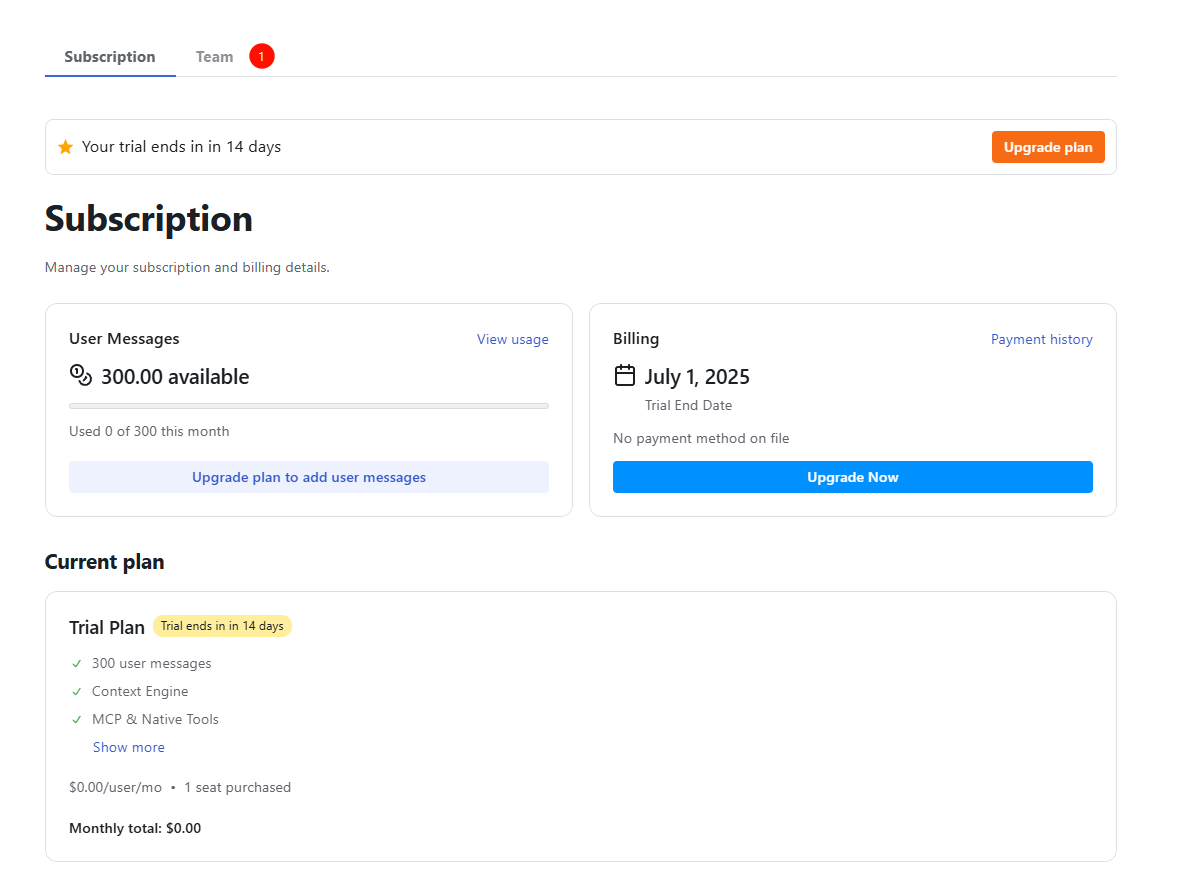 Subscription
Team
1
Your trial ends in in 14 days
Upgrade plan
Subscription
Manage your subscription and billing details.
User Messages
View usage
300.00 available
Used 0 of 300 this month
Upgrade plan to add user messages
Billing
Payment history
July 1, 2025
Trial End Date
No payment method on file
Upgrade Now
Current plan
Trial Plan
Trial ends in in 14 days
300 user messages
Context Engine
MCP & Native Tools
Show more
$0.00/user/mo • 1 seat purchased
Monthly total: $0.00